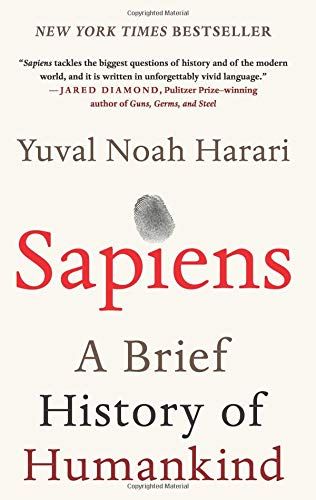 NEW YORK TIMES BESTSELLER
“Sapiens tackles the biggest questions of history and of the modern
world, and it is written in unforgettably vivid language.”
—JARED DIAMOND, Pulitzer Prize–winning
author of Guns, Germs, and Steel
Yuval Noah Harari
Sapiens
A Brief
History of
Humankind